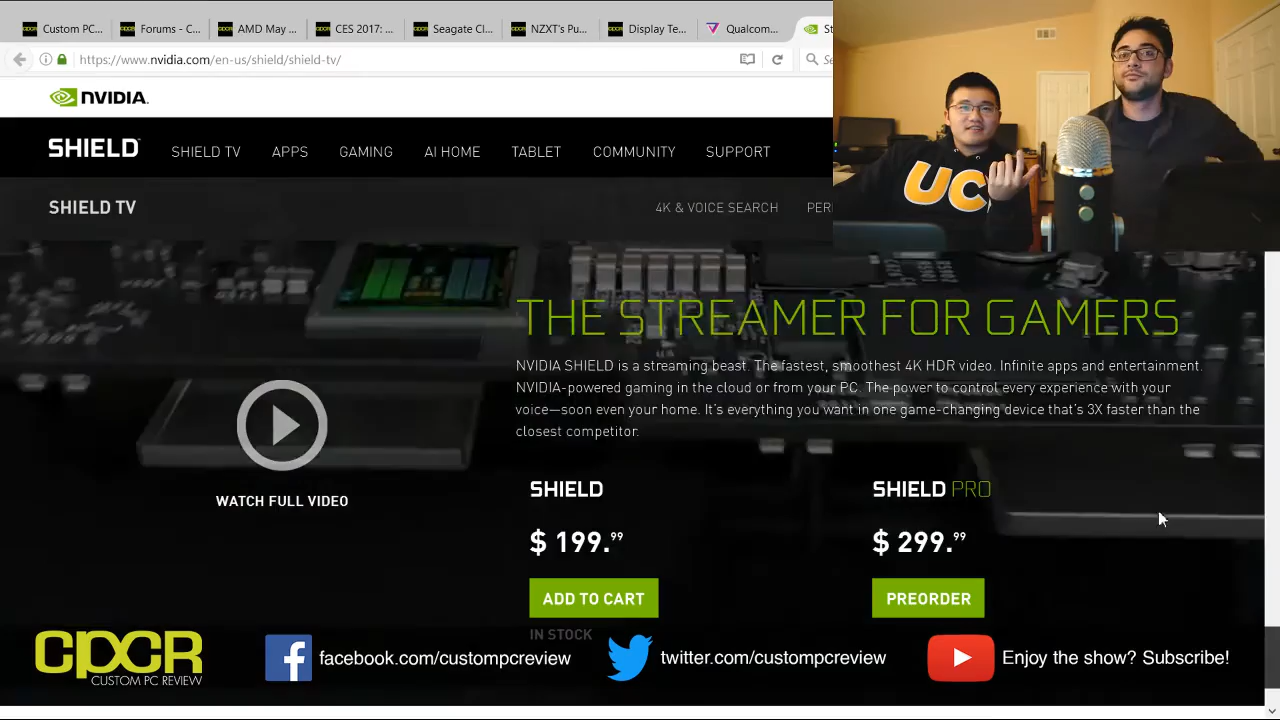 Custom PC...
Forums - C...
AMD May ...
CES 2017: ...
Seagate Cl...
NZXT's Pu...
Display Te...
Qualcom...
https://www.nvidia.com/en-us/shield/shield-tv/
NVIDIA.
SHIELD
SHIELD TV
APPS
GAMING
AI HOME
TABLET
COMMUNITY
SUPPORT
SHIELD TV
4K & VOICE SEARCH
UC
THE STREAMER FOR GAMERS
NVIDIA SHIELD is a streaming beast. The fastest, smoothest 4K HDR video. Infinite apps and entertainment.
NVIDIA-powered gaming in the cloud or from your PC. The power to control every experience with your
voice—soon even your home. It's everything you want in one game-changing device that's 3X faster than the
closest competitor.
WATCH FULL VIDEO
SHIELD
$ 199.99
ADD TO CART
IN STOCK
SHIELD PRO
$ 299.99
PREORDER
CPCR
CUSTOM PC REVIEW
facebook.com/custompcreview
twitter.com/custompcreview
Enjoy the show? Subscribe!